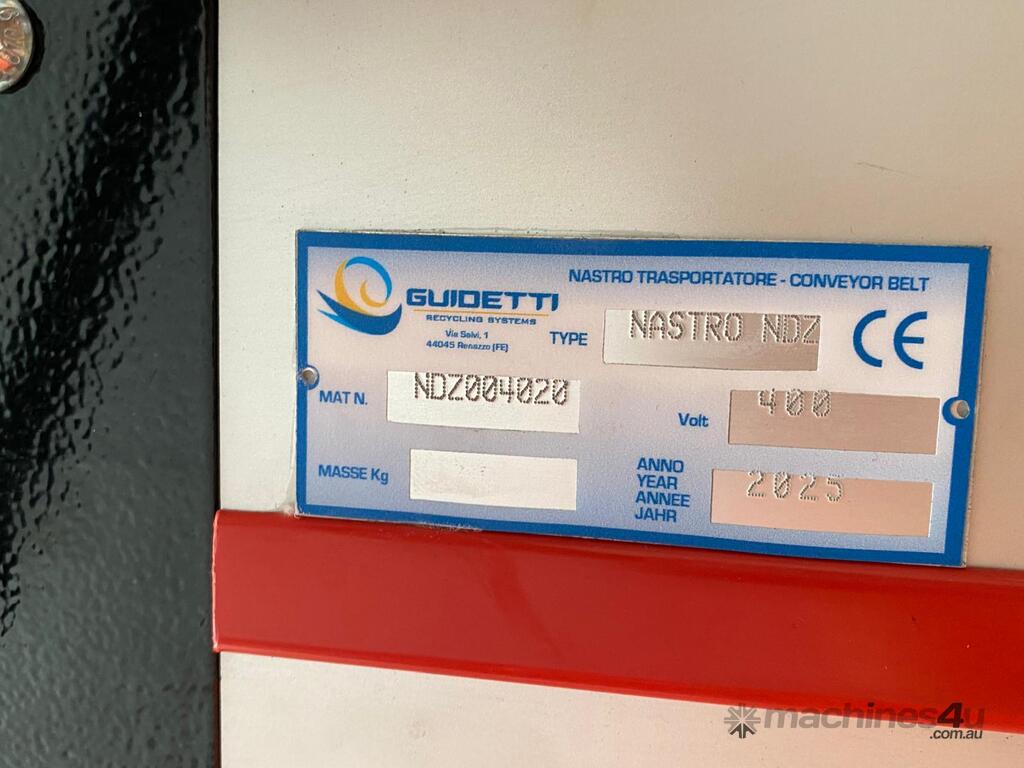 NASTRO TRASPORTATORE - CONVEYOR BELT
GUIDETTI
RECYCLING SYSTEMS
Via Salvi, 1
44045 Renazzo (FE)
TYPE NASTRO NDZ
CE
MAT N. NDZ004020
Volt 400
MASSE Kg
ANNO
YEAR
ANNEE
JAHR
2025
machines4u
.com.au